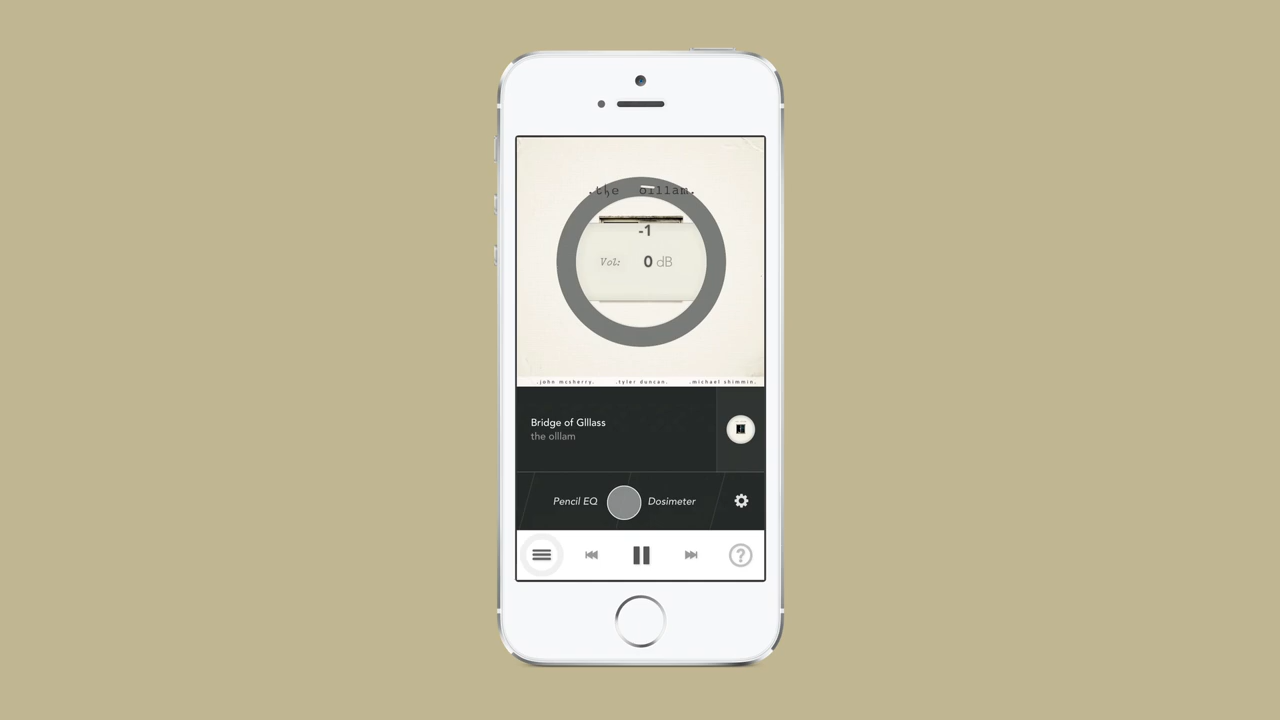 .the olllam.
-1
Vol: 0 dB
.john mcsherry. .tyler duncan. .michael shimmin.
Bridge of Glllass
the olllam
Pencil EQ Dosimeter
?